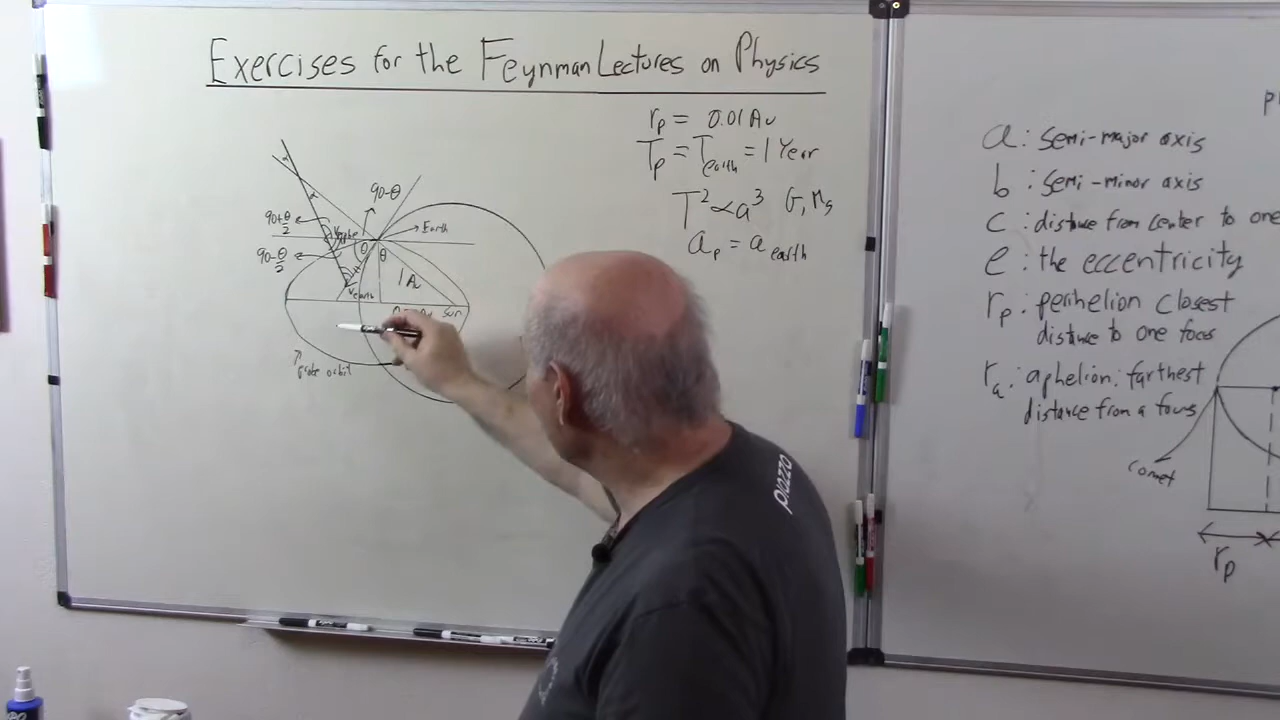 Exercises for the Feynman Lectures on Physics
rp = 0.01 Au
Tp = Tearth = 1 Year
T² ∝ a³ G, Ms
ap = a earth
90-θ
Earth
90+θ/2
90-θ/2
θ
θ
α
α
Vearth
1 Au
Sun
probe orbit
a: semi-major axis
b: semi-minor axis
c: distance from center to one
e: the eccentricity
rp: perihelion closest
distance to one focus
ra: aphelion: farthest
distance from a focus
Comet
rp
piazzo